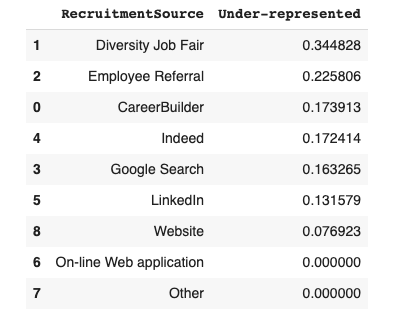 RecruitmentSource Under-represented
1 Diversity Job Fair 0.344828
2 Employee Referral 0.225806
0 CareerBuilder 0.173913
4 Indeed 0.172414
3 Google Search 0.163265
5 LinkedIn 0.131579
8 Website 0.076923
6 On-line Web application 0.000000
7 Other 0.000000